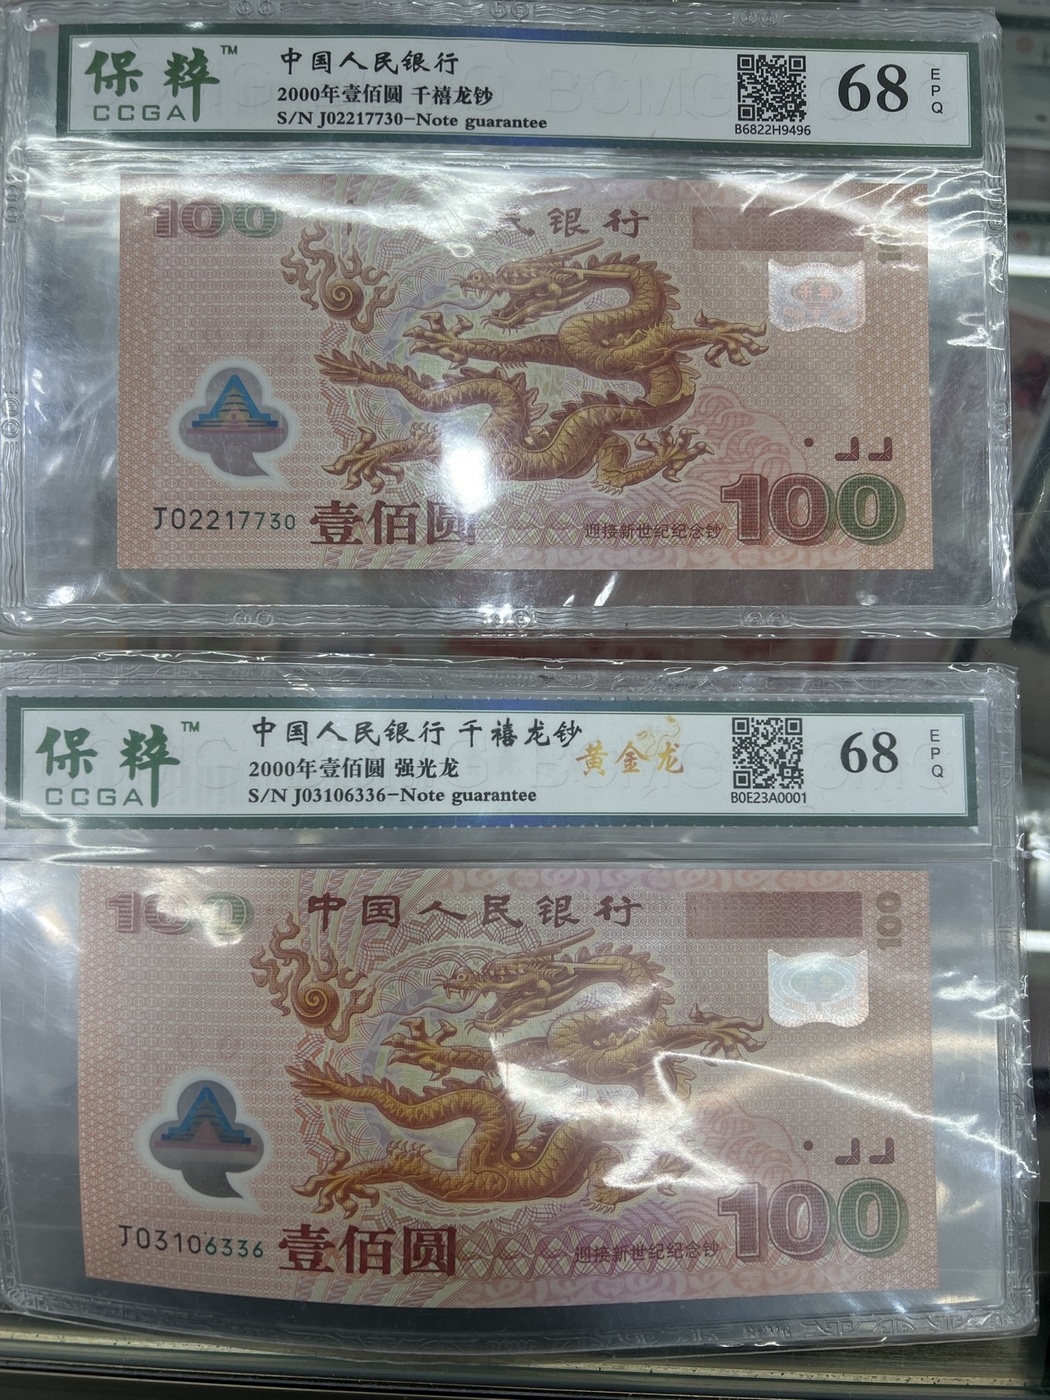 保粹™
CCGA
中国人民银行
2000年壹佰圆 千禧龙钞
S/N J02217730-Note guarantee
B6822H9496
68
EPQ
100
民银行
J02217730
壹佰圆
迎接新世纪纪念钞
100
保粹™
CCGA
中国人民银行 千禧龙钞
2000年壹佰圆 强光龙
S/N J03106336-Note guarantee
黄金龙
B0E23A0001
68
EPQ
100
中国人民银行
100
J03106336
壹佰圆
迎接新世纪纪念钞
100